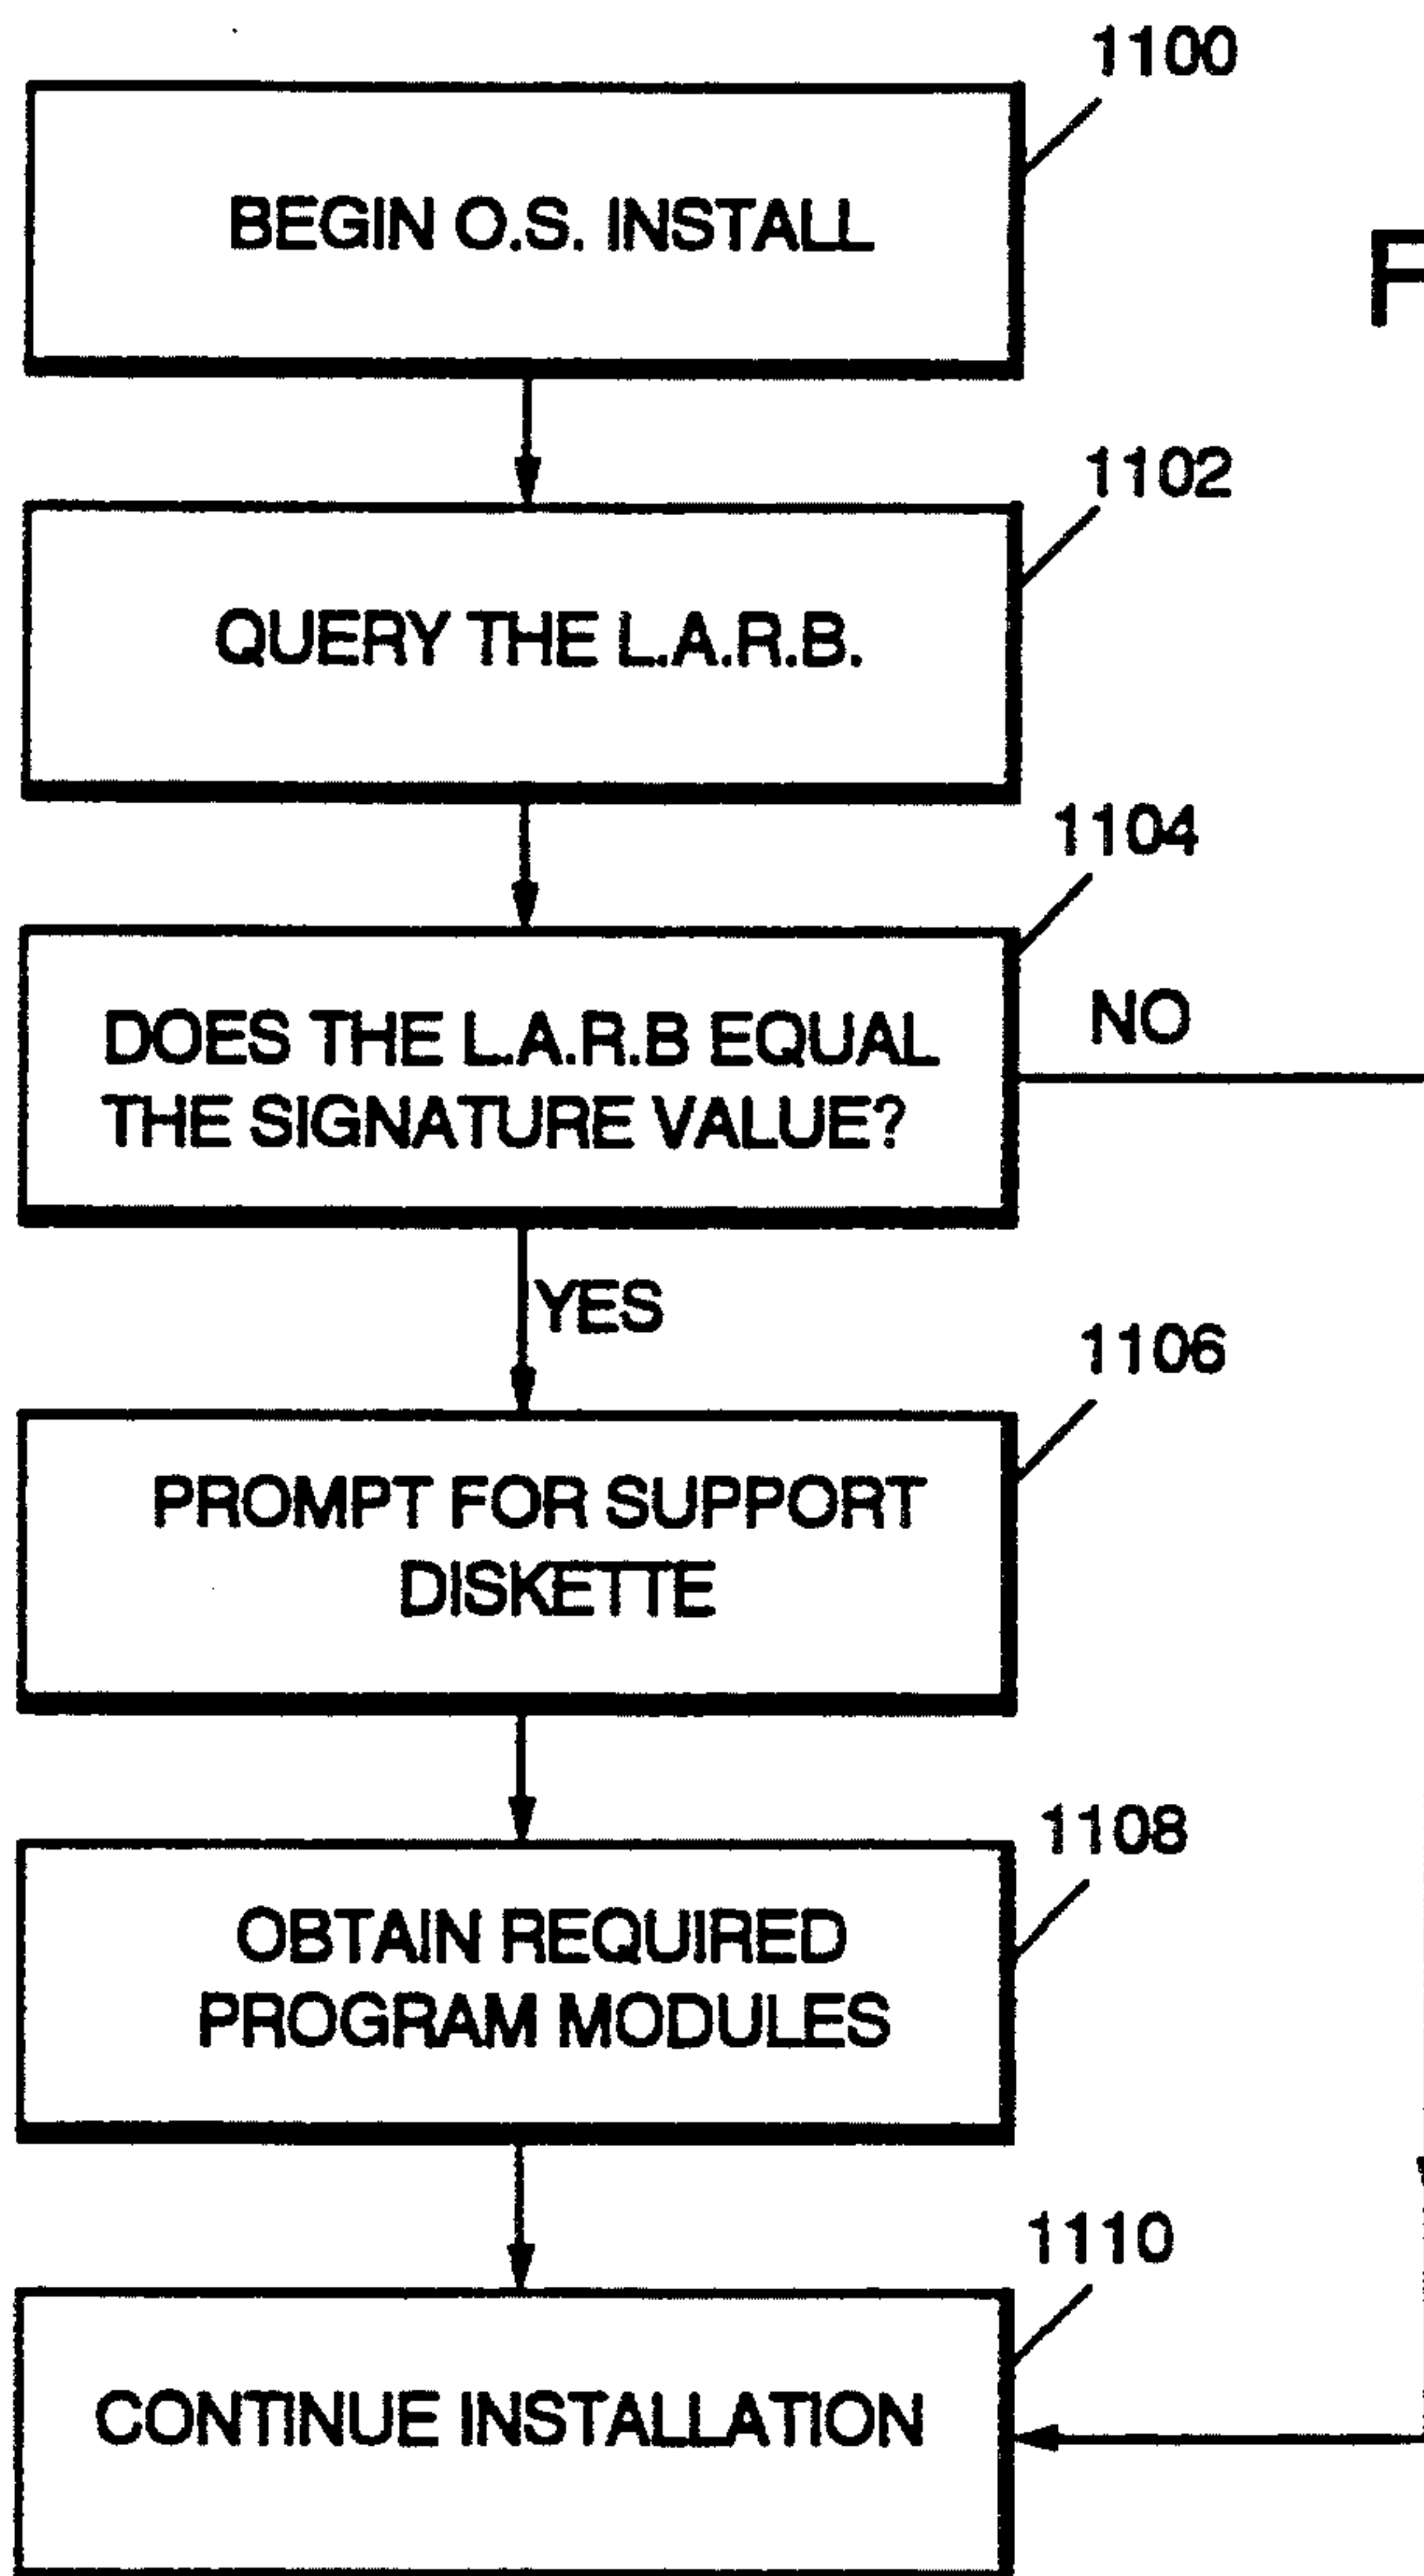 1100
BEGIN O.S. INSTALL
F
1102
QUERY THE L.A.R.B.
1104
DOES THE L.A.R.B EQUAL
THE SIGNATURE VALUE?
NO
YES
1106
PROMPT FOR SUPPORT
DISKETTE
1108
OBTAIN REQUIRED
PROGRAM MODULES
1110
CONTINUE INSTALLATION